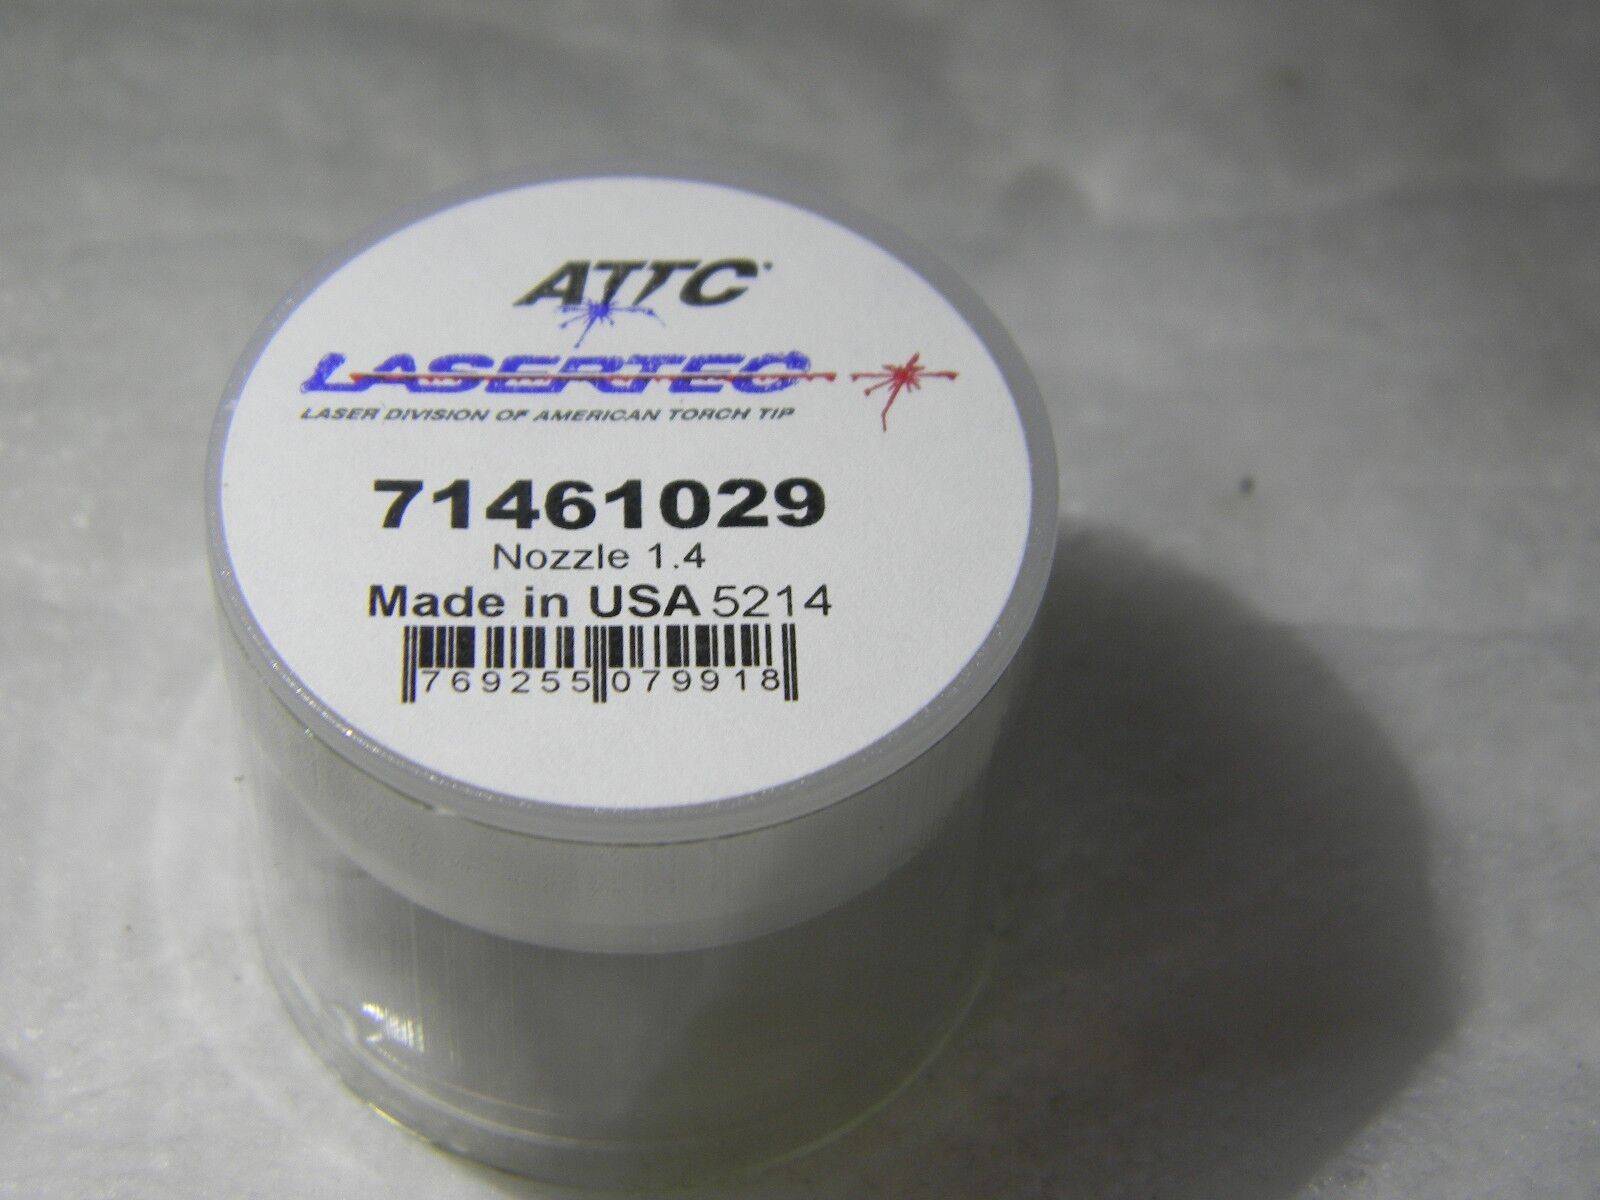 ATTC
LASERTEC
LASER DIVISION OF AMERICAN TORCH TIP
71461029
Nozzle 1.4
Made in USA 5214
769255 079918